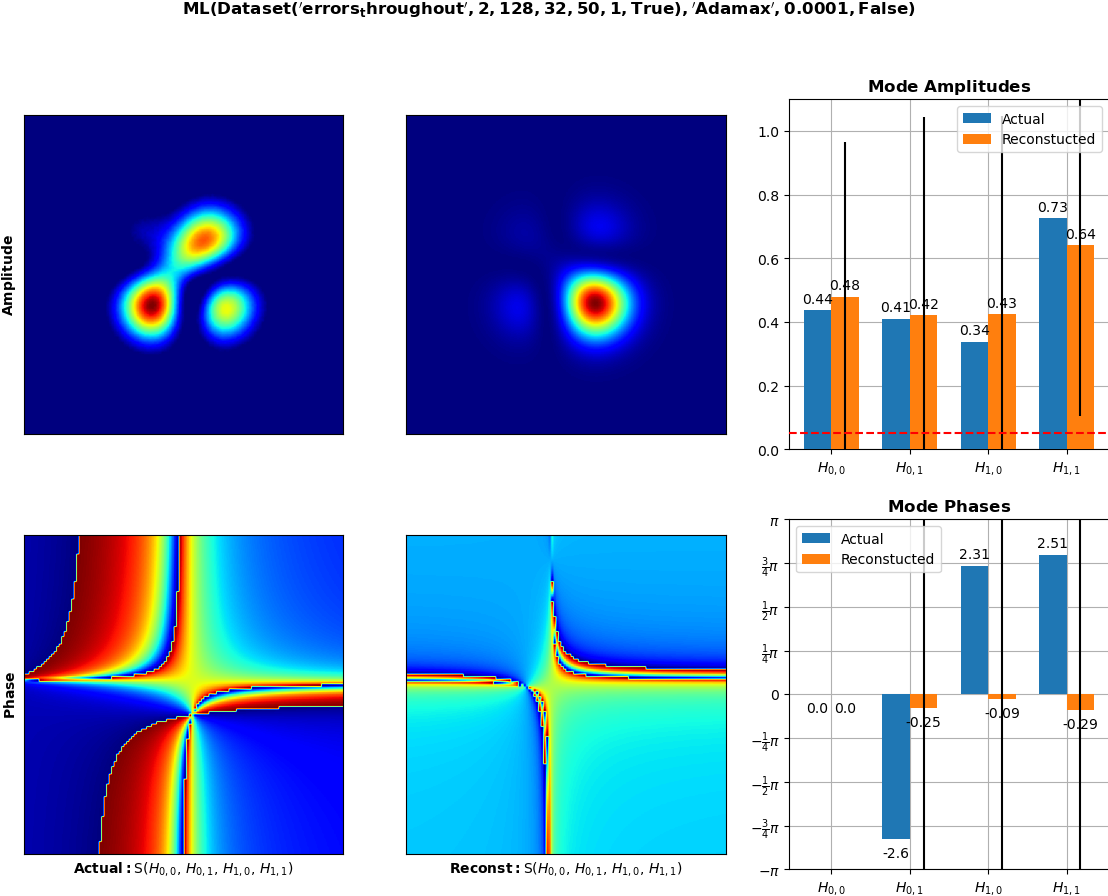 ML(Dataset('errors_throughout', 2, 128, 32, 50, 1, True), 'Adamax', 0.0001, False)
Mode Amplitudes
Amplitude
1.0
0.8
0.6
0.4
0.2
0.0
Actual
Reconstucted
0.44
0.48
0.41
0.42
0.34
0.43
0.73
0.64
H0,0
H0,1
H1,0
H1,1
Mode Phases
Phase
π
3/4π
1/2π
1/4π
0
−1/4π
−1/2π
−3/4π
−π
Actual
Reconstucted
0.0
0.0
-2.6
-0.25
2.31
-0.09
2.51
-0.29
H0,0
H0,1
H1,0
H1,1
Actual: S(H0,0, H0,1, H1,0, H1,1)
Reconst: S(H0,0, H0,1, H1,0, H1,1)